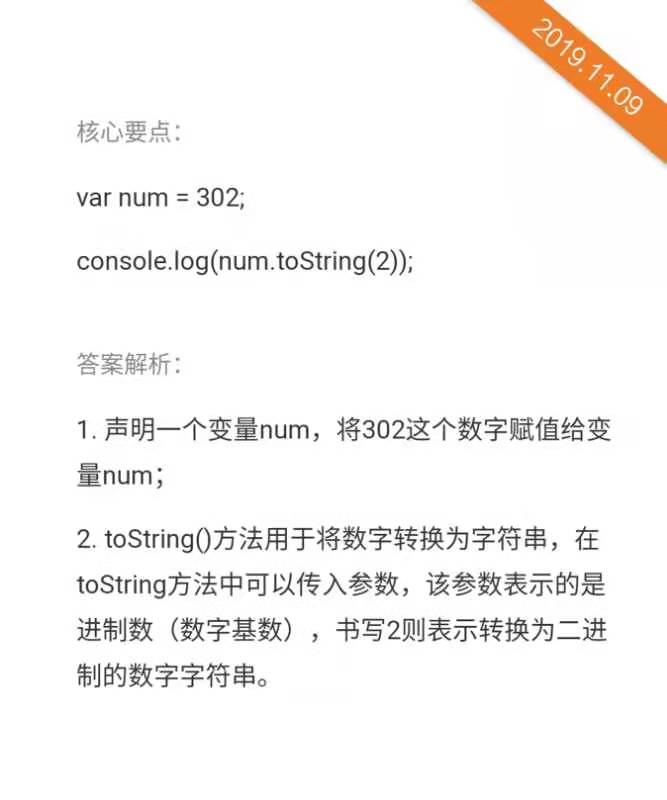 2019.11.09
核心要点：
var num = 302;
console.log(num.toString(2));
答案解析：
1. 声明一个变量num，将302这个数字赋值给变
量num；
2. toString()方法用于将数字转换为字符串，在
toString方法中可以传入参数，该参数表示的是
进制数（数字基数），书写2则表示转换为二进
制的数字字符串。